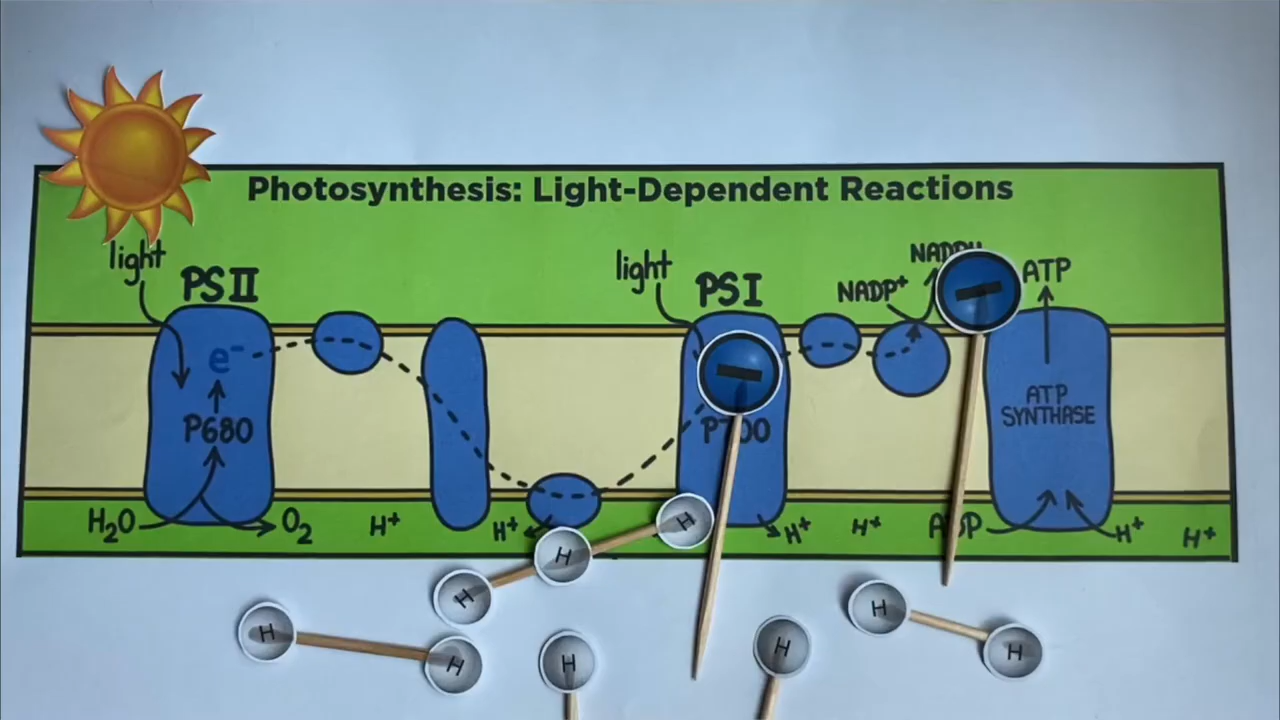 Photosynthesis: Light-Dependent Reactions
light
PSII
light
PSI
NADP+
ATP
e-
P680
ATP
SYNTHASE
H2O
O2
H+
H+
H+
H+
H+
H+
H
H
H
H
H
H
H
H
H